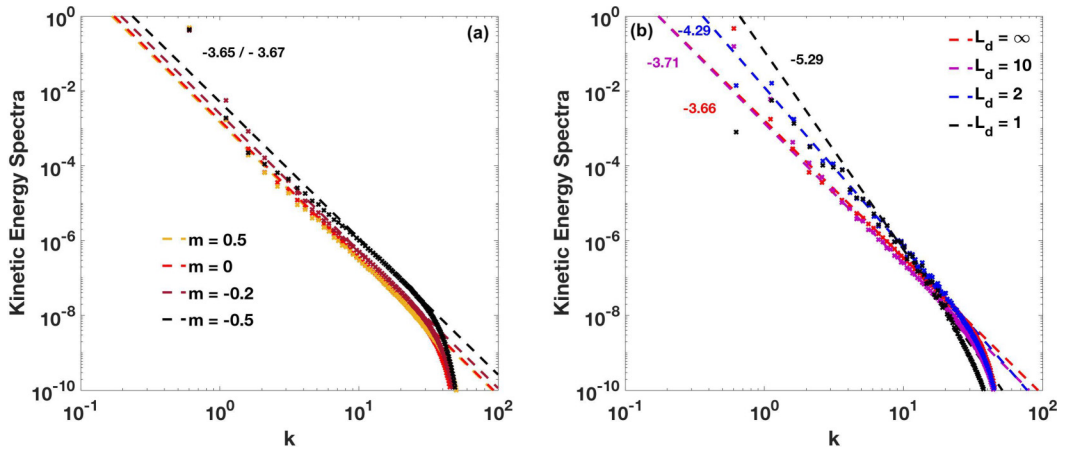 (a)
-3.65 / -3.67
Kinetic Energy Spectra
10^0
10^-2
10^-4
10^-6
10^-8
10^-10
m = 0.5
m = 0
m = -0.2
m = -0.5
10^-1
10^0
10^1
10^2
k
(b)
-4.29
-3.71
-5.29
-3.66
L_d = ∞
L_d = 10
L_d = 2
L_d = 1
Kinetic Energy Spectra
10^0
10^-2
10^-4
10^-6
10^-8
10^-10
10^-1
10^0
10^1
10^2
k